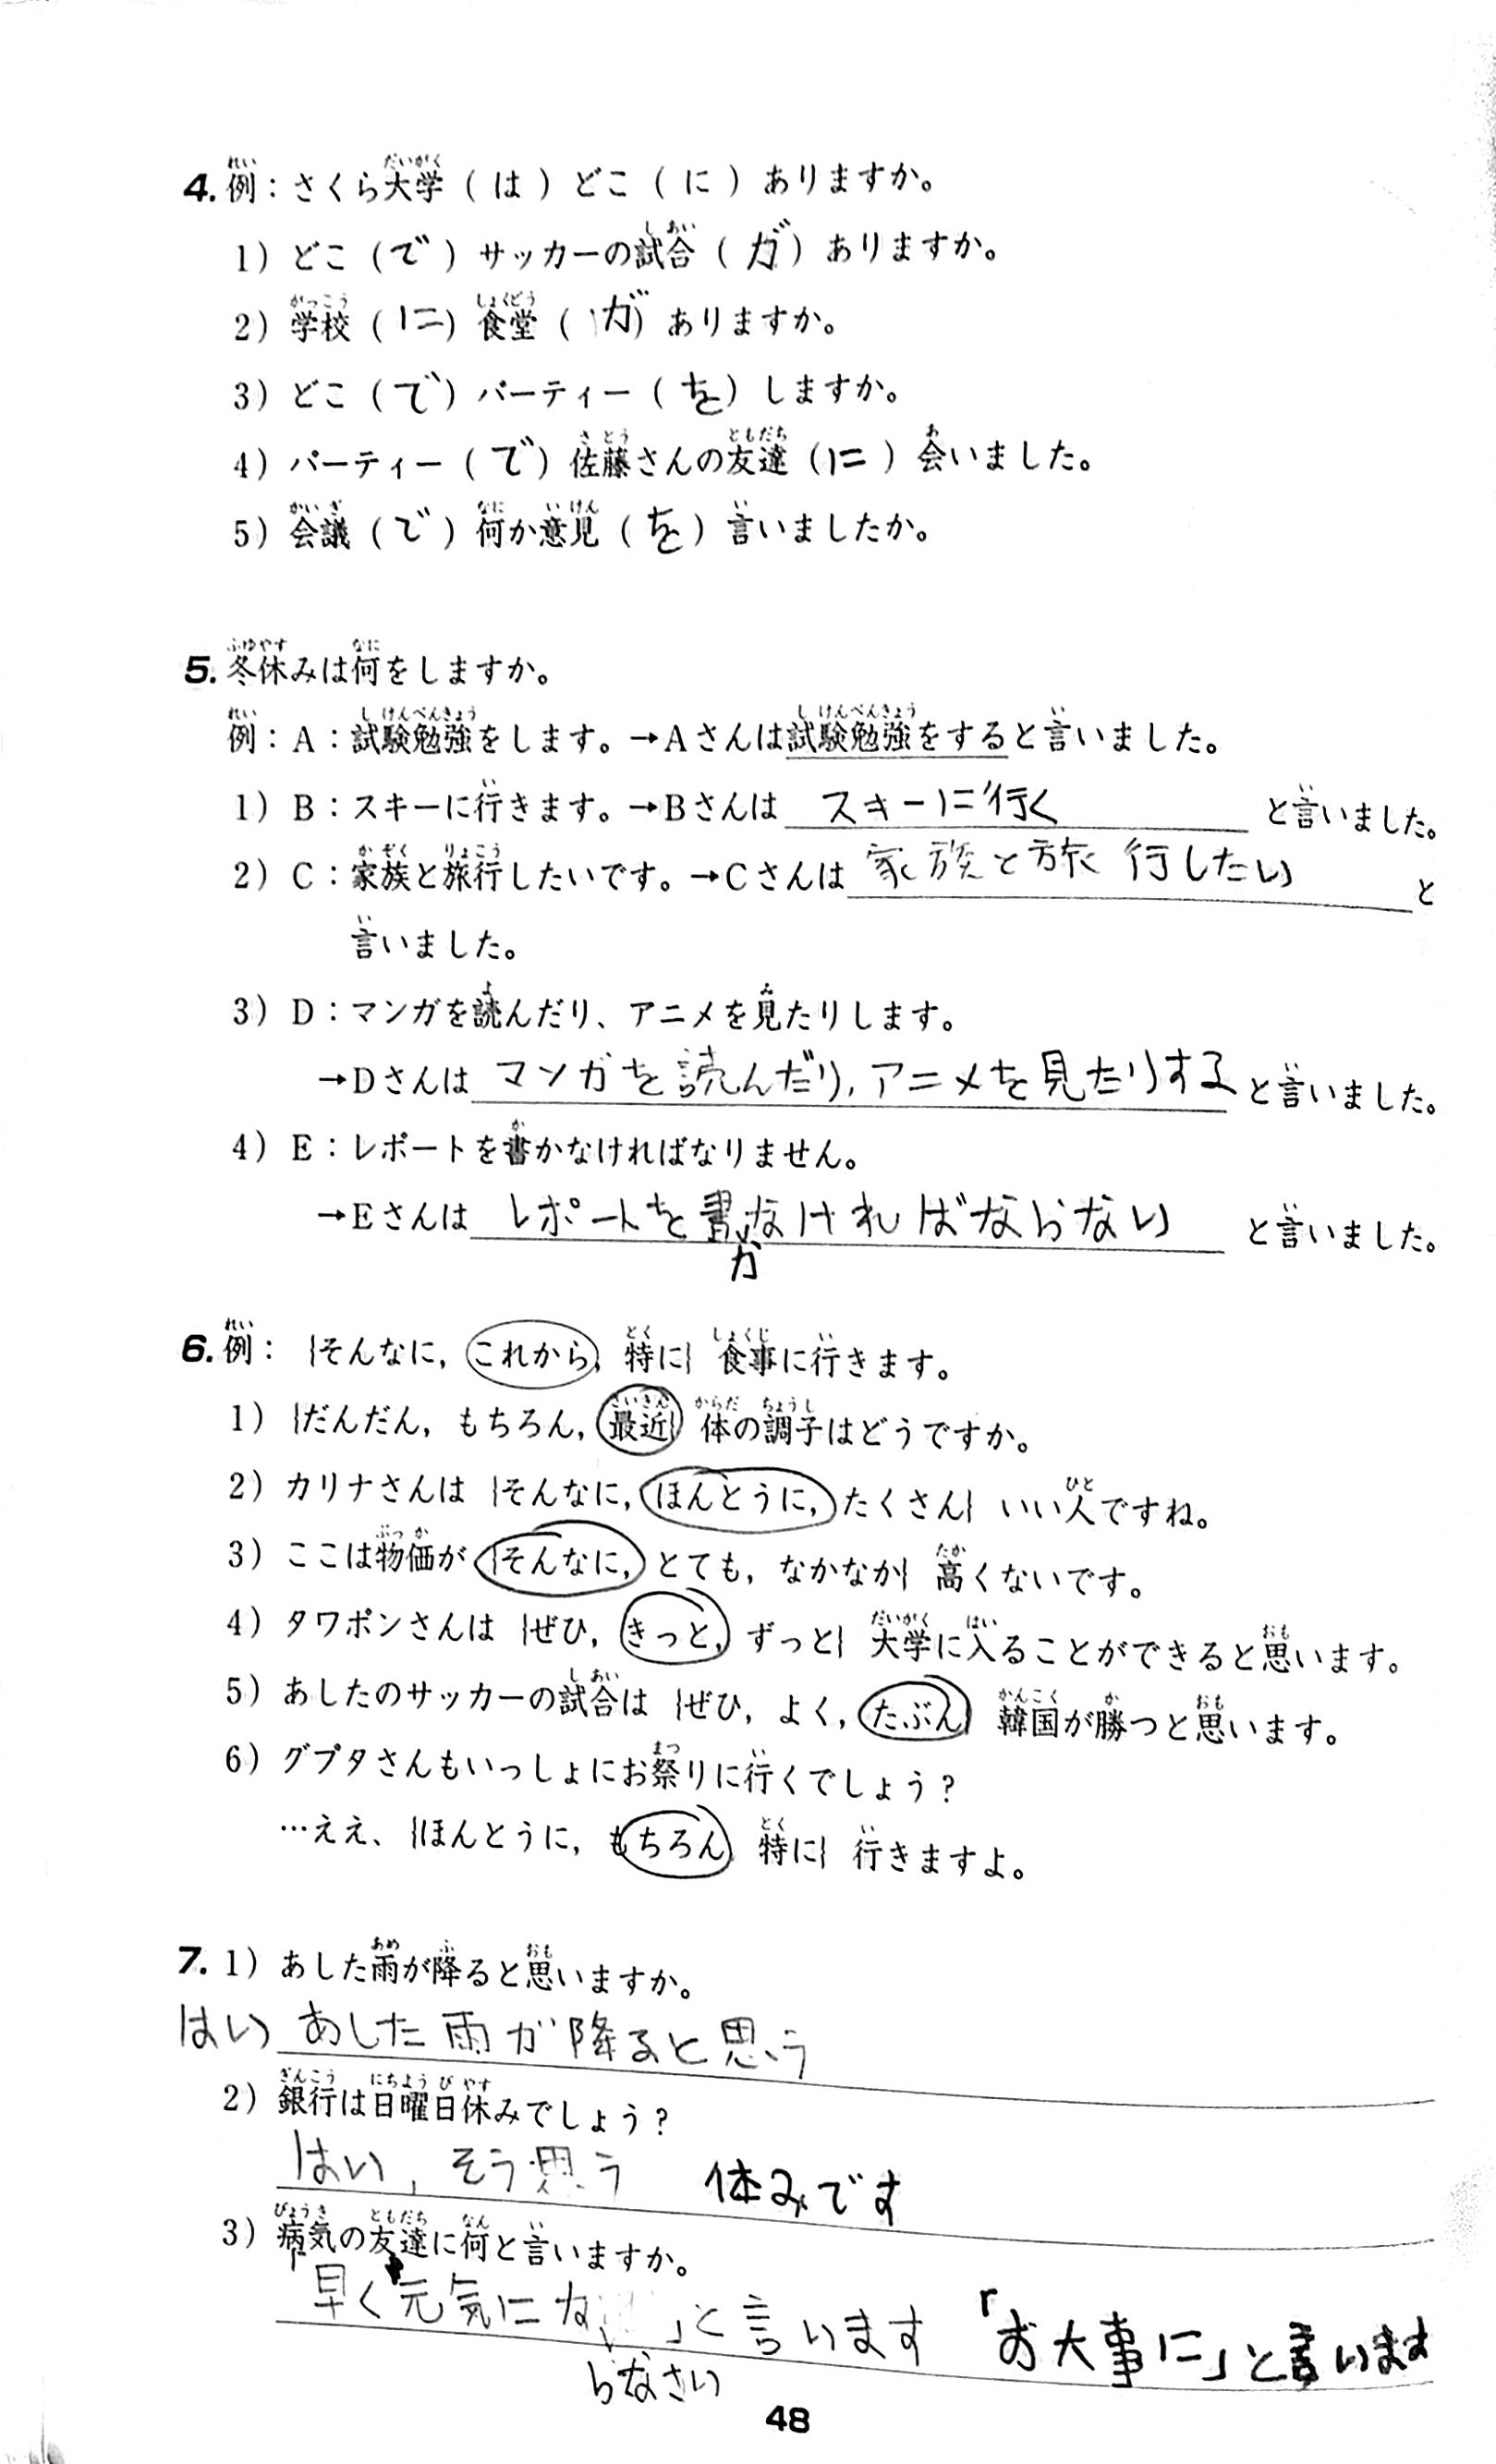 4. 例：さくら大学（は）どこ（に）ありますか。
1）どこ（で）サッカーの試合（が）ありますか。
2）学校（に）食堂（が）ありますか。
3）どこ（で）パーティー（を）しますか。
4）パーティー（で）佐藤さんの友達（に）会いました。
5）会議（で）何か意見（を）言いましたか。
5. 冬休みは何をしますか。
例：A：試験勉強をします。→Aさんは試験勉強をすると言いました。
1）B：スキーに行きます。→Bさんは スキーに行く と言いました。
2）C：家族と旅行したいです。→Cさんは 家族と旅行したい と
言いました。
3）D：マンガを読んだり、アニメを見たりします。
→Dさんは マンガを読んだり、アニメを見たりする と言いました。
4）E：レポートを書かなければなりません。
→Eさんは レポートを書かなければならない と言いました。
6. 例：｛そんなに，これから，特に｝食事に行きます。
1）｛だんだん，もちろん，最近｝体の調子はどうですか。
2）カリナさんは｛そんなに，ほんとうに，たくさん｝いい人ですね。
3）ここは物価が｛そんなに，とても，なかなか｝高くないです。
4）タワポンさんは｛ぜひ，きっと，ずっと｝大学に入ることができると思います。
5）あしたのサッカーの試合は｛ぜひ，よく，たぶん｝韓国が勝つと思います。
6）グプタさんもいっしょにお祭りに行くでしょう？
…ええ、｛ほんとうに，もちろん，特に｝行きますよ。
7. 1）あした雨が降ると思いますか。
はい あした雨が降ると思う
2）銀行は日曜日休みでしょう？
はい、そう思う 休みです
3）病気の友達に何と言いますか。
「早く元気にな らなさい」と言います 「お大事に」と言います
48